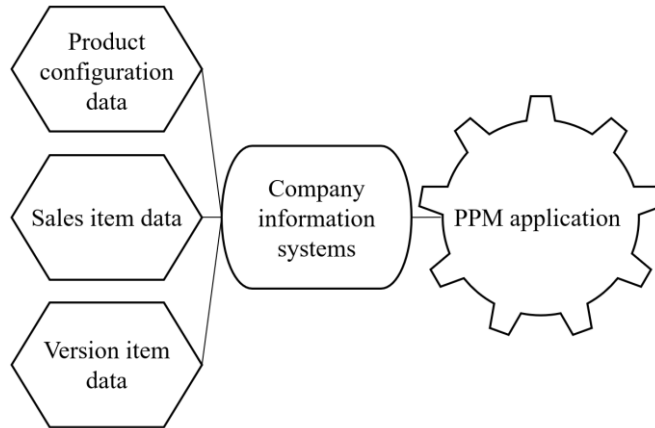 Product
configuration
data
Sales item data
Version item
data
Company
information
systems
PPM application